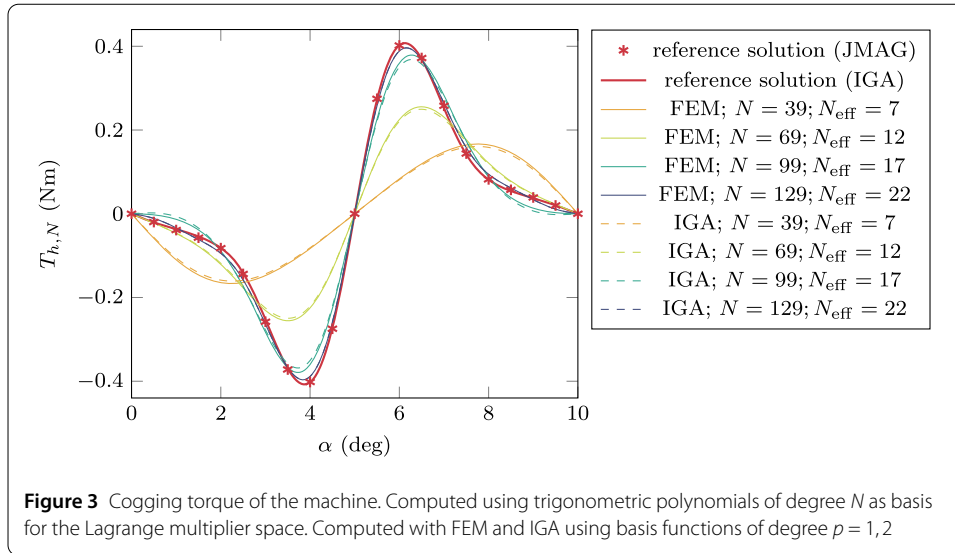 0.4
0.2
0
−0.2
−0.4
T_{h,N} (Nm)
0 2 4 6 8 10
α (deg)
reference solution (JMAG)
reference solution (IGA)
FEM; N = 39; N_eff = 7
FEM; N = 69; N_eff = 12
FEM; N = 99; N_eff = 17
FEM; N = 129; N_eff = 22
IGA; N = 39; N_eff = 7
IGA; N = 69; N_eff = 12
IGA; N = 99; N_eff = 17
IGA; N = 129; N_eff = 22
Figure 3 Cogging torque of the machine. Computed using trigonometric polynomials of degree N as basis
for the Lagrange multiplier space. Computed with FEM and IGA using basis functions of degree p = 1, 2